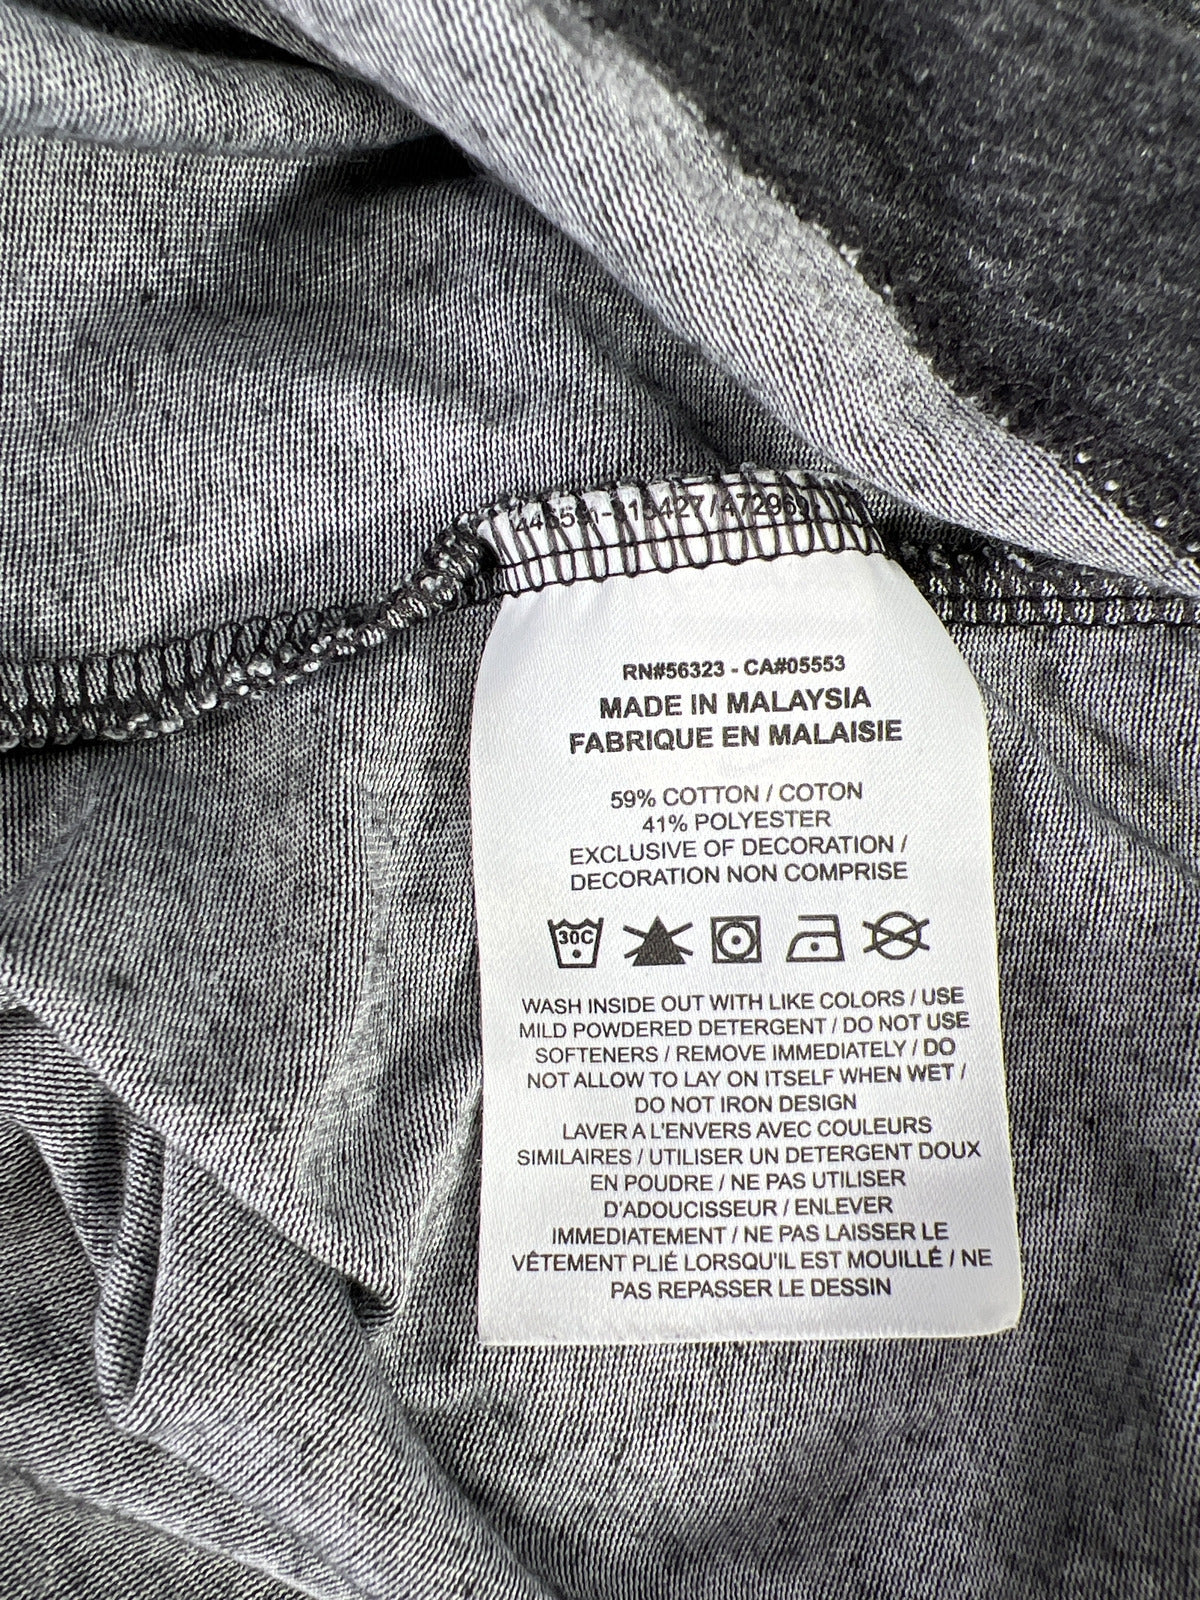 RN#56323 - CA#05553
MADE IN MALAYSIA
FABRIQUE EN MALAISIE
59% COTTON / COTON
41% POLYESTER
EXCLUSIVE OF DECORATION /
DECORATION NON COMPRISE
30C
WASH INSIDE OUT WITH LIKE COLORS / USE
MILD POWDERED DETERGENT / DO NOT USE
SOFTENERS / REMOVE IMMEDIATELY / DO
NOT ALLOW TO LAY ON ITSELF WHEN WET /
DO NOT IRON DESIGN
LAVER A L'ENVERS AVEC COULEURS
SIMILAIRES / UTILISER UN DETERGENT DOUX
EN POUDRE / NE PAS UTILISER
D'ADOUCISSEUR / ENLEVER
IMMEDIATEMENT / NE PAS LAISSER LE
VÊTEMENT PLIÉ LORSQU'IL EST MOUILLÉ / NE
PAS REPASSER LE DESSIN